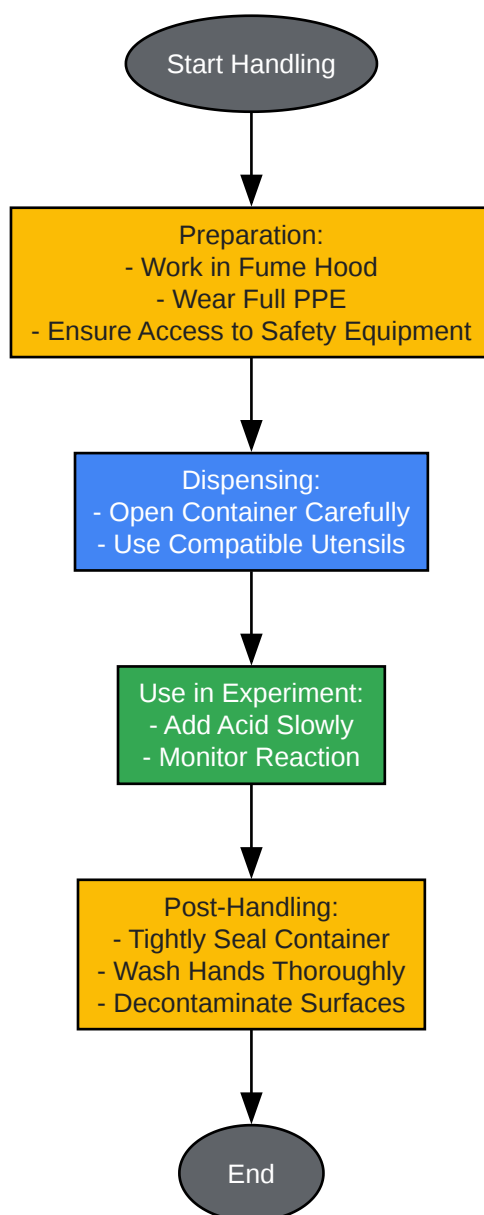 Start Handling
Preparation:
- Work in Fume Hood
- Wear Full PPE
- Ensure Access to Safety Equipment
Dispensing:
- Open Container Carefully
- Use Compatible Utensils
Use in Experiment:
- Add Acid Slowly
- Monitor Reaction
Post-Handling:
- Tightly Seal Container
- Wash Hands Thoroughly
- Decontaminate Surfaces
End